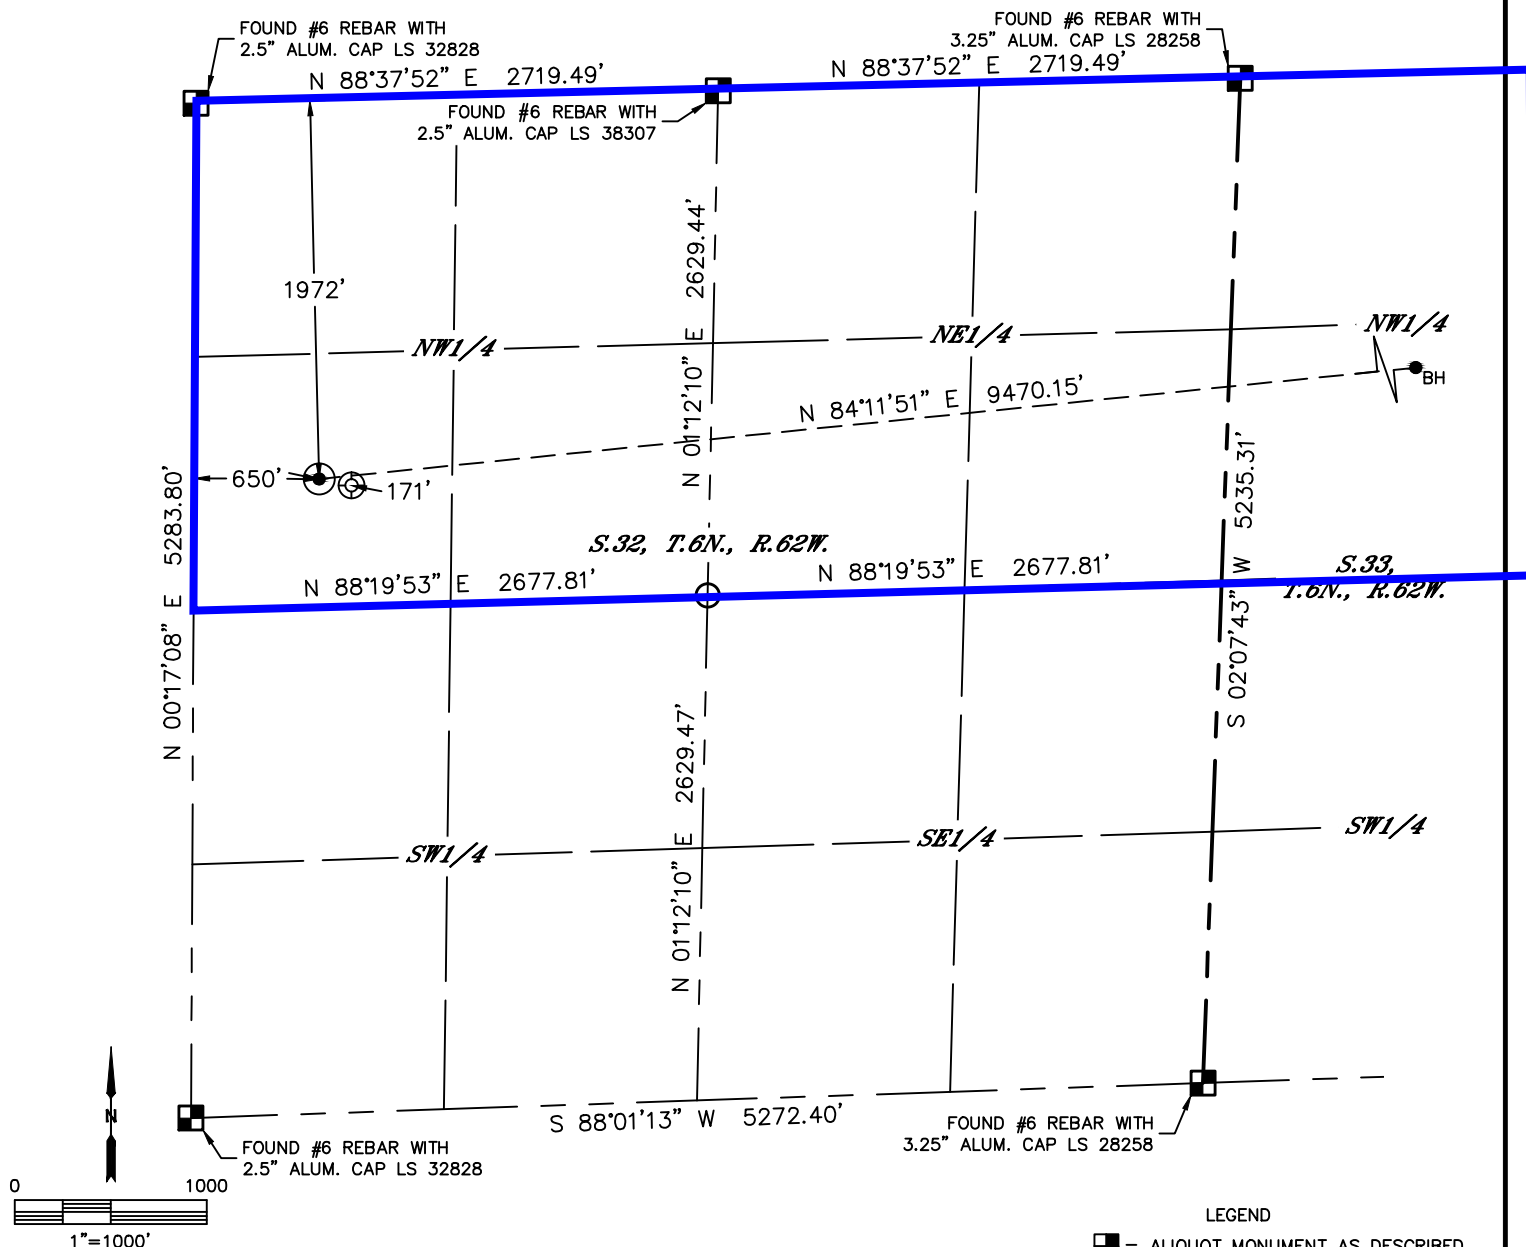 FOUND #6 REBAR WITH
2.5" ALUM. CAP LS 32828
FOUND #6 REBAR WITH
3.25" ALUM. CAP LS 28258
N 88°37'52" E 2719.49'
N 88°37'52" E 2719.49'
FOUND #6 REBAR WITH
2.5" ALUM. CAP LS 38307
N 01°12'10" E 2629.44'
1972'
NW1/4
NE1/4
NW1/4
BH
N 84°11'51" E 9470.15'
650'
171'
N 00°17'08" E 5283.80'
S 02°07'43" W 5235.31'
S.32, T.6N., R.62W.
S.33,
T.6N., R.62W.
N 88°19'53" E 2677.81'
N 88°19'53" E 2677.81'
N 01°12'10" E 2629.47'
SW1/4
SE1/4
SW1/4
S 88°01'13" W 5272.40'
FOUND #6 REBAR WITH
3.25" ALUM. CAP LS 28258
FOUND #6 REBAR WITH
2.5" ALUM. CAP LS 32828
N
0 1000
1"=1000'
LEGEND
= ALIQUOT MONUMENT AS DESCRIBED